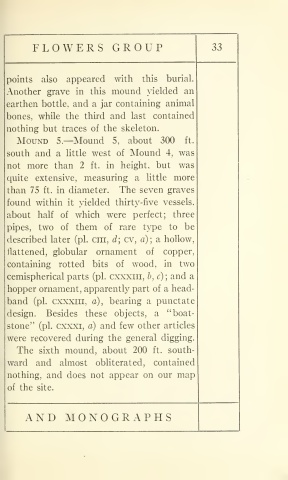 FLOWERS GROUP 33
points also appeared with this burial.
Another grave in this mound yielded an
earthen bottle, and a jar containing animal
bones, while the third and last contained
nothing but traces of the skeleton.
MOUND 5.—Mound 5, about 300 ft.
south and a little west of Mound 4, was
not more than 2 ft. in height. but was
quite extensive, measuring a little more
than 75 ft. in diameter. The seven graves
found within it yielded thirty-five vessels.
about half of which were perfect; three
pipes, two of them of rare type to be
described later (pl. CIII, d; CV, a); a hollow,
flattened, globular ornament of copper,
containing rotted bits of wood, in two
cemispherical parts (pl. CXXXIII, b, c); and a
hopper ornament, apparently part of a head-
band (pl. CXXXIII, a), bearing a punctate
design. Besides these objects, a "boat-
stone" (pl. CXXXI, a) and few other articles
were recovered during the general digging.
The sixth mound, about 200 ft. south-
ward and almost obliterated, contained
nothing, and does not appear on our map
of the site.
AND MONOGRAPHS